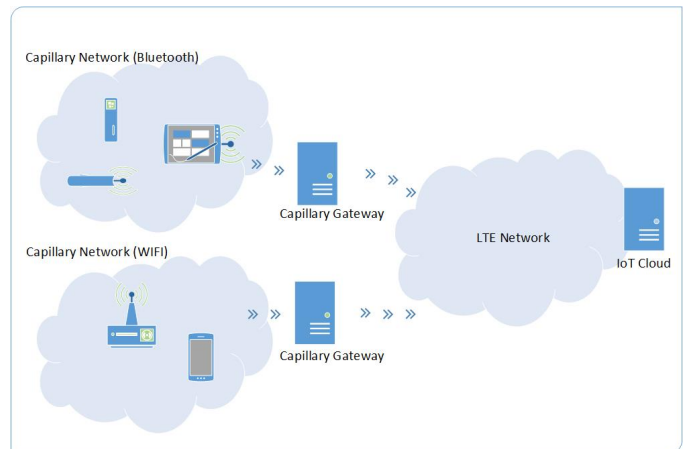 Capillary Network (Bluetooth)
Capillary Gateway
LTE Network
IoT Cloud
Capillary Network (WIFI)
Capillary Gateway